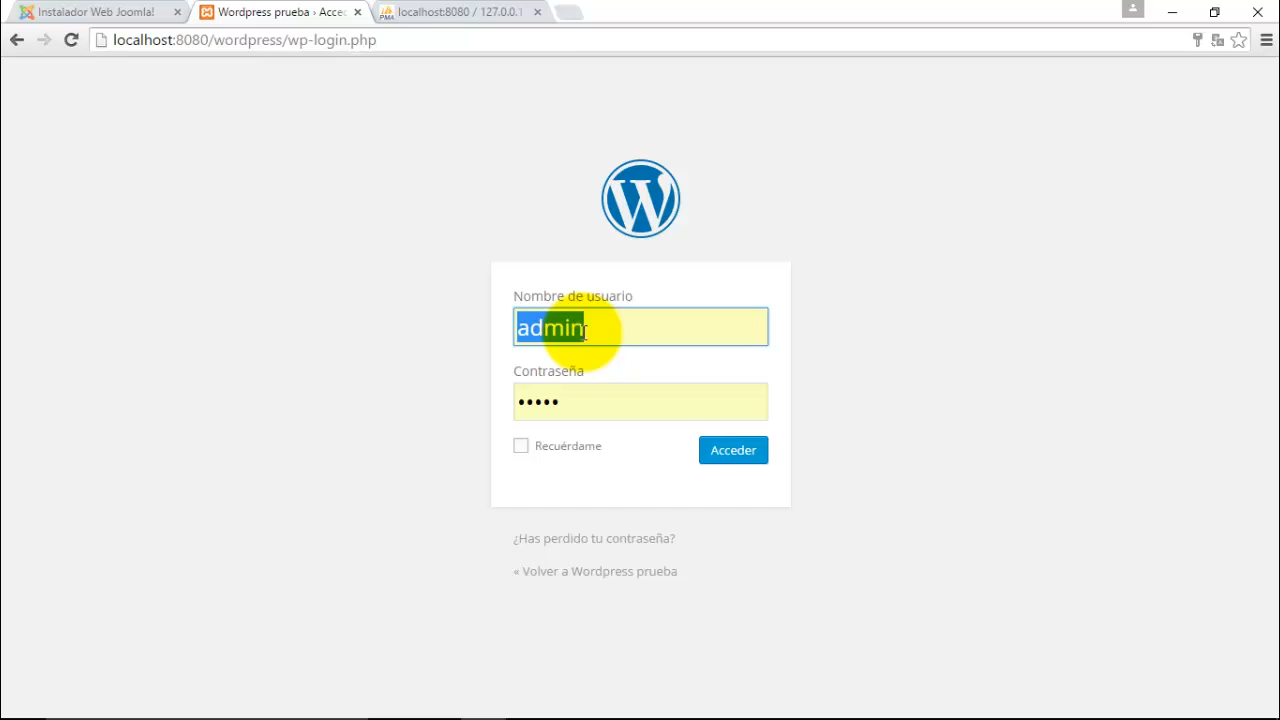 Instalador Web Joomla!
Wordpress prueba › Acced
localhost:8080 / 127.0.0.1
localhost:8080/wordpress/wp-login.php
Nombre de usuario
admin
Contraseña
•••••
Recuérdame
Acceder
¿Has perdido tu contraseña?
« Volver a Wordpress prueba